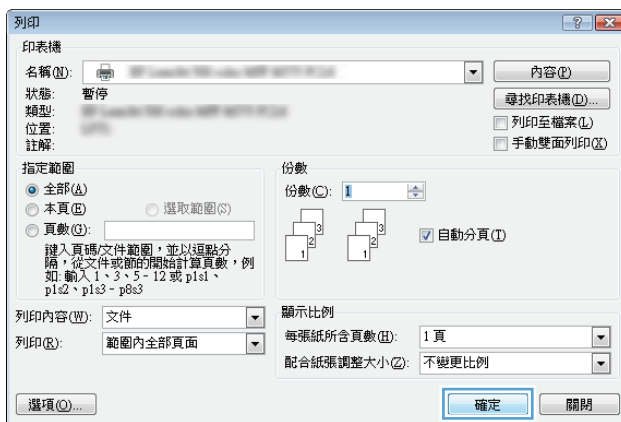 列印
印表機
名稱(N):
內容(P)
狀態: 暫停
尋找印表機(D)...
類型:
列印至檔案(L)
位置:
手動雙面列印(X)
註解:
指定範圍
份數
全部(A)
份數(C): 1
本頁(E) 選取範圍(S)
頁數(G):
自動分頁(T)
鍵入頁碼/文件範圍，並以逗點分
隔，從文件或節的開始計算頁數，例
如: 輸入 1、3、5-12 或 p1s1、
p1s2、p1s3-p8s3
1 2 3 1 2 3
列印內容(W): 文件
顯示比例
每張紙所含頁數(H): 1 頁
列印(R): 範圍內全部頁面
配合紙張調整大小(Z): 不變更比例
選項(O)...
確定
關閉